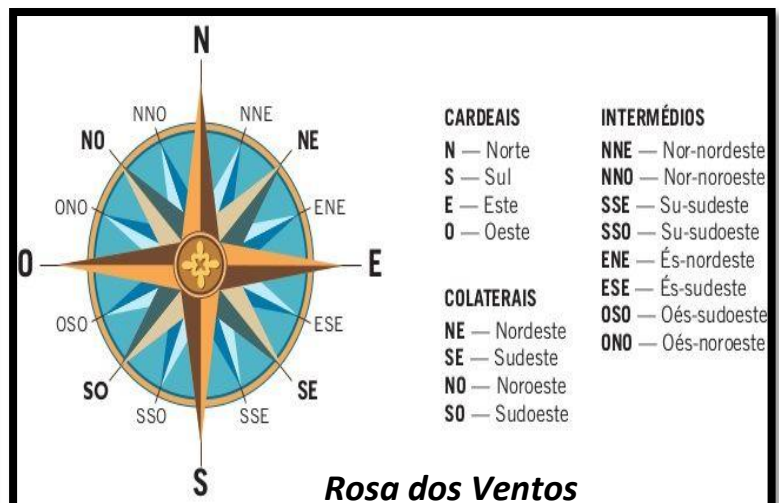 N
NNO
NNE
NO
NE
ONO
ENE
O
E
OSO
ESE
SO
SE
SSO
SSE
S
CARDEAIS
N — Norte
S — Sul
E — Este
O — Oeste
COLATERAIS
NE — Nordeste
SE — Sudeste
NO — Noroeste
SO — Sudoeste
INTERMÉDIOS
NNE — Nor-nordeste
NNO — Nor-noroeste
SSE — Su-sudeste
SSO — Su-sudoeste
ENE — És-nordeste
ESE — És-sudeste
OSO — Oés-sudoeste
ONO — Oés-noroeste
Rosa dos Ventos